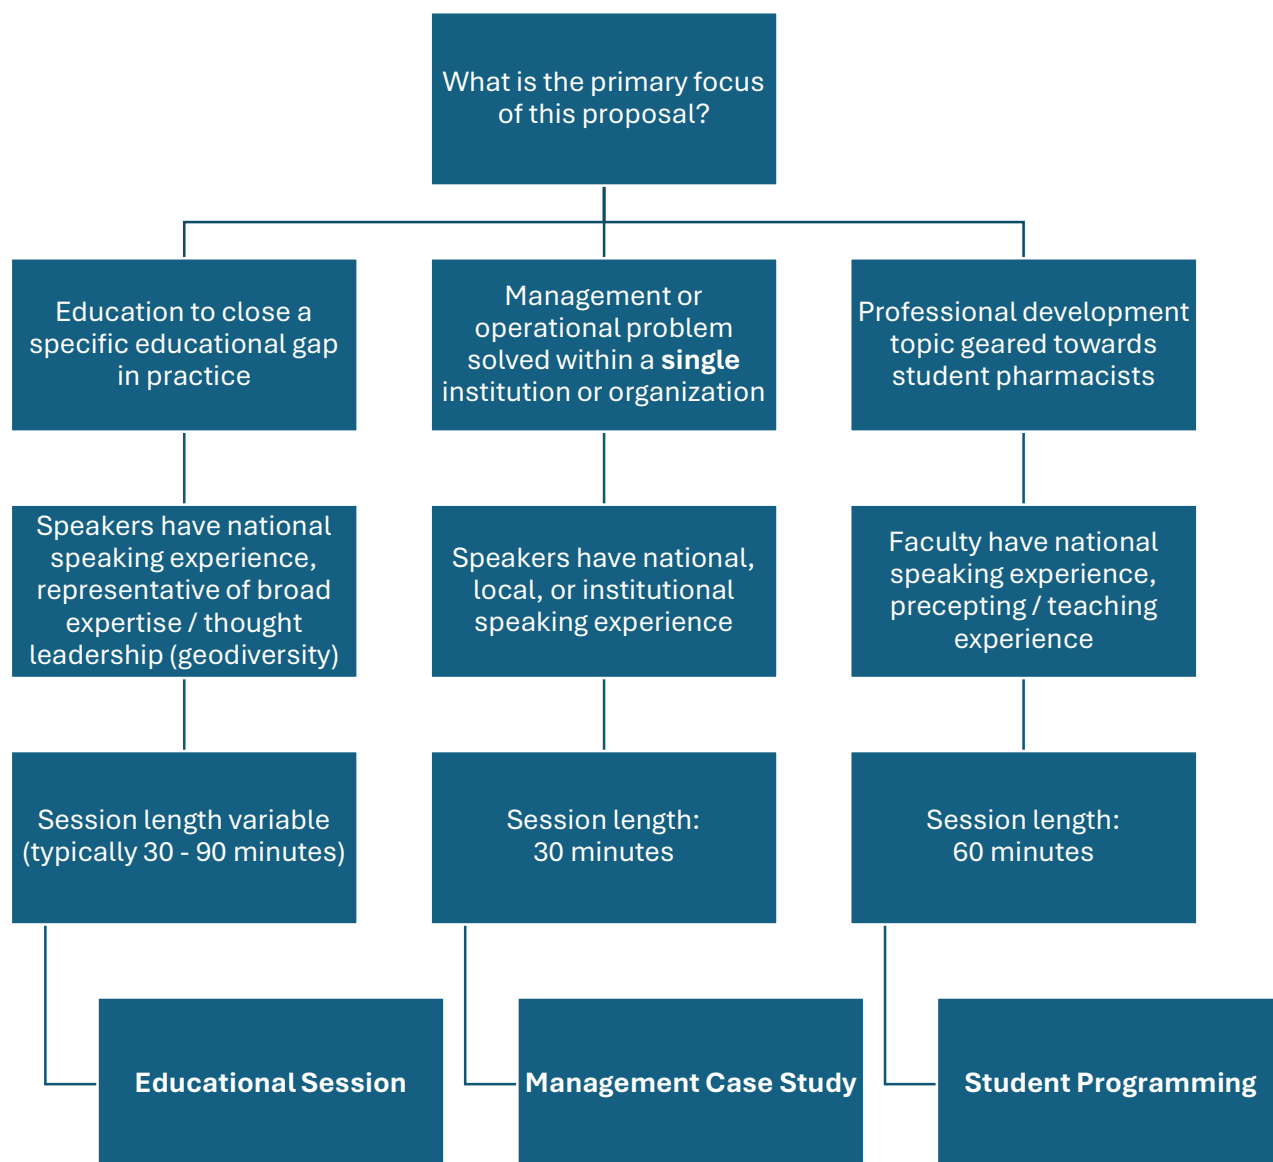 What is the primary focus
of this proposal?
Education to close a
specific educational gap
in practice
Management or
operational problem
solved within a single
institution or organization
Professional development
topic geared towards
student pharmacists
Speakers have national
speaking experience,
representative of broad
expertise / thought
leadership (geodiversity)
Speakers have national,
local, or institutional
speaking experience
Faculty have national
speaking experience,
precepting / teaching
experience
Session length variable
(typically 30 - 90 minutes)
Session length:
30 minutes
Session length:
60 minutes
Educational Session
Management Case Study
Student Programming